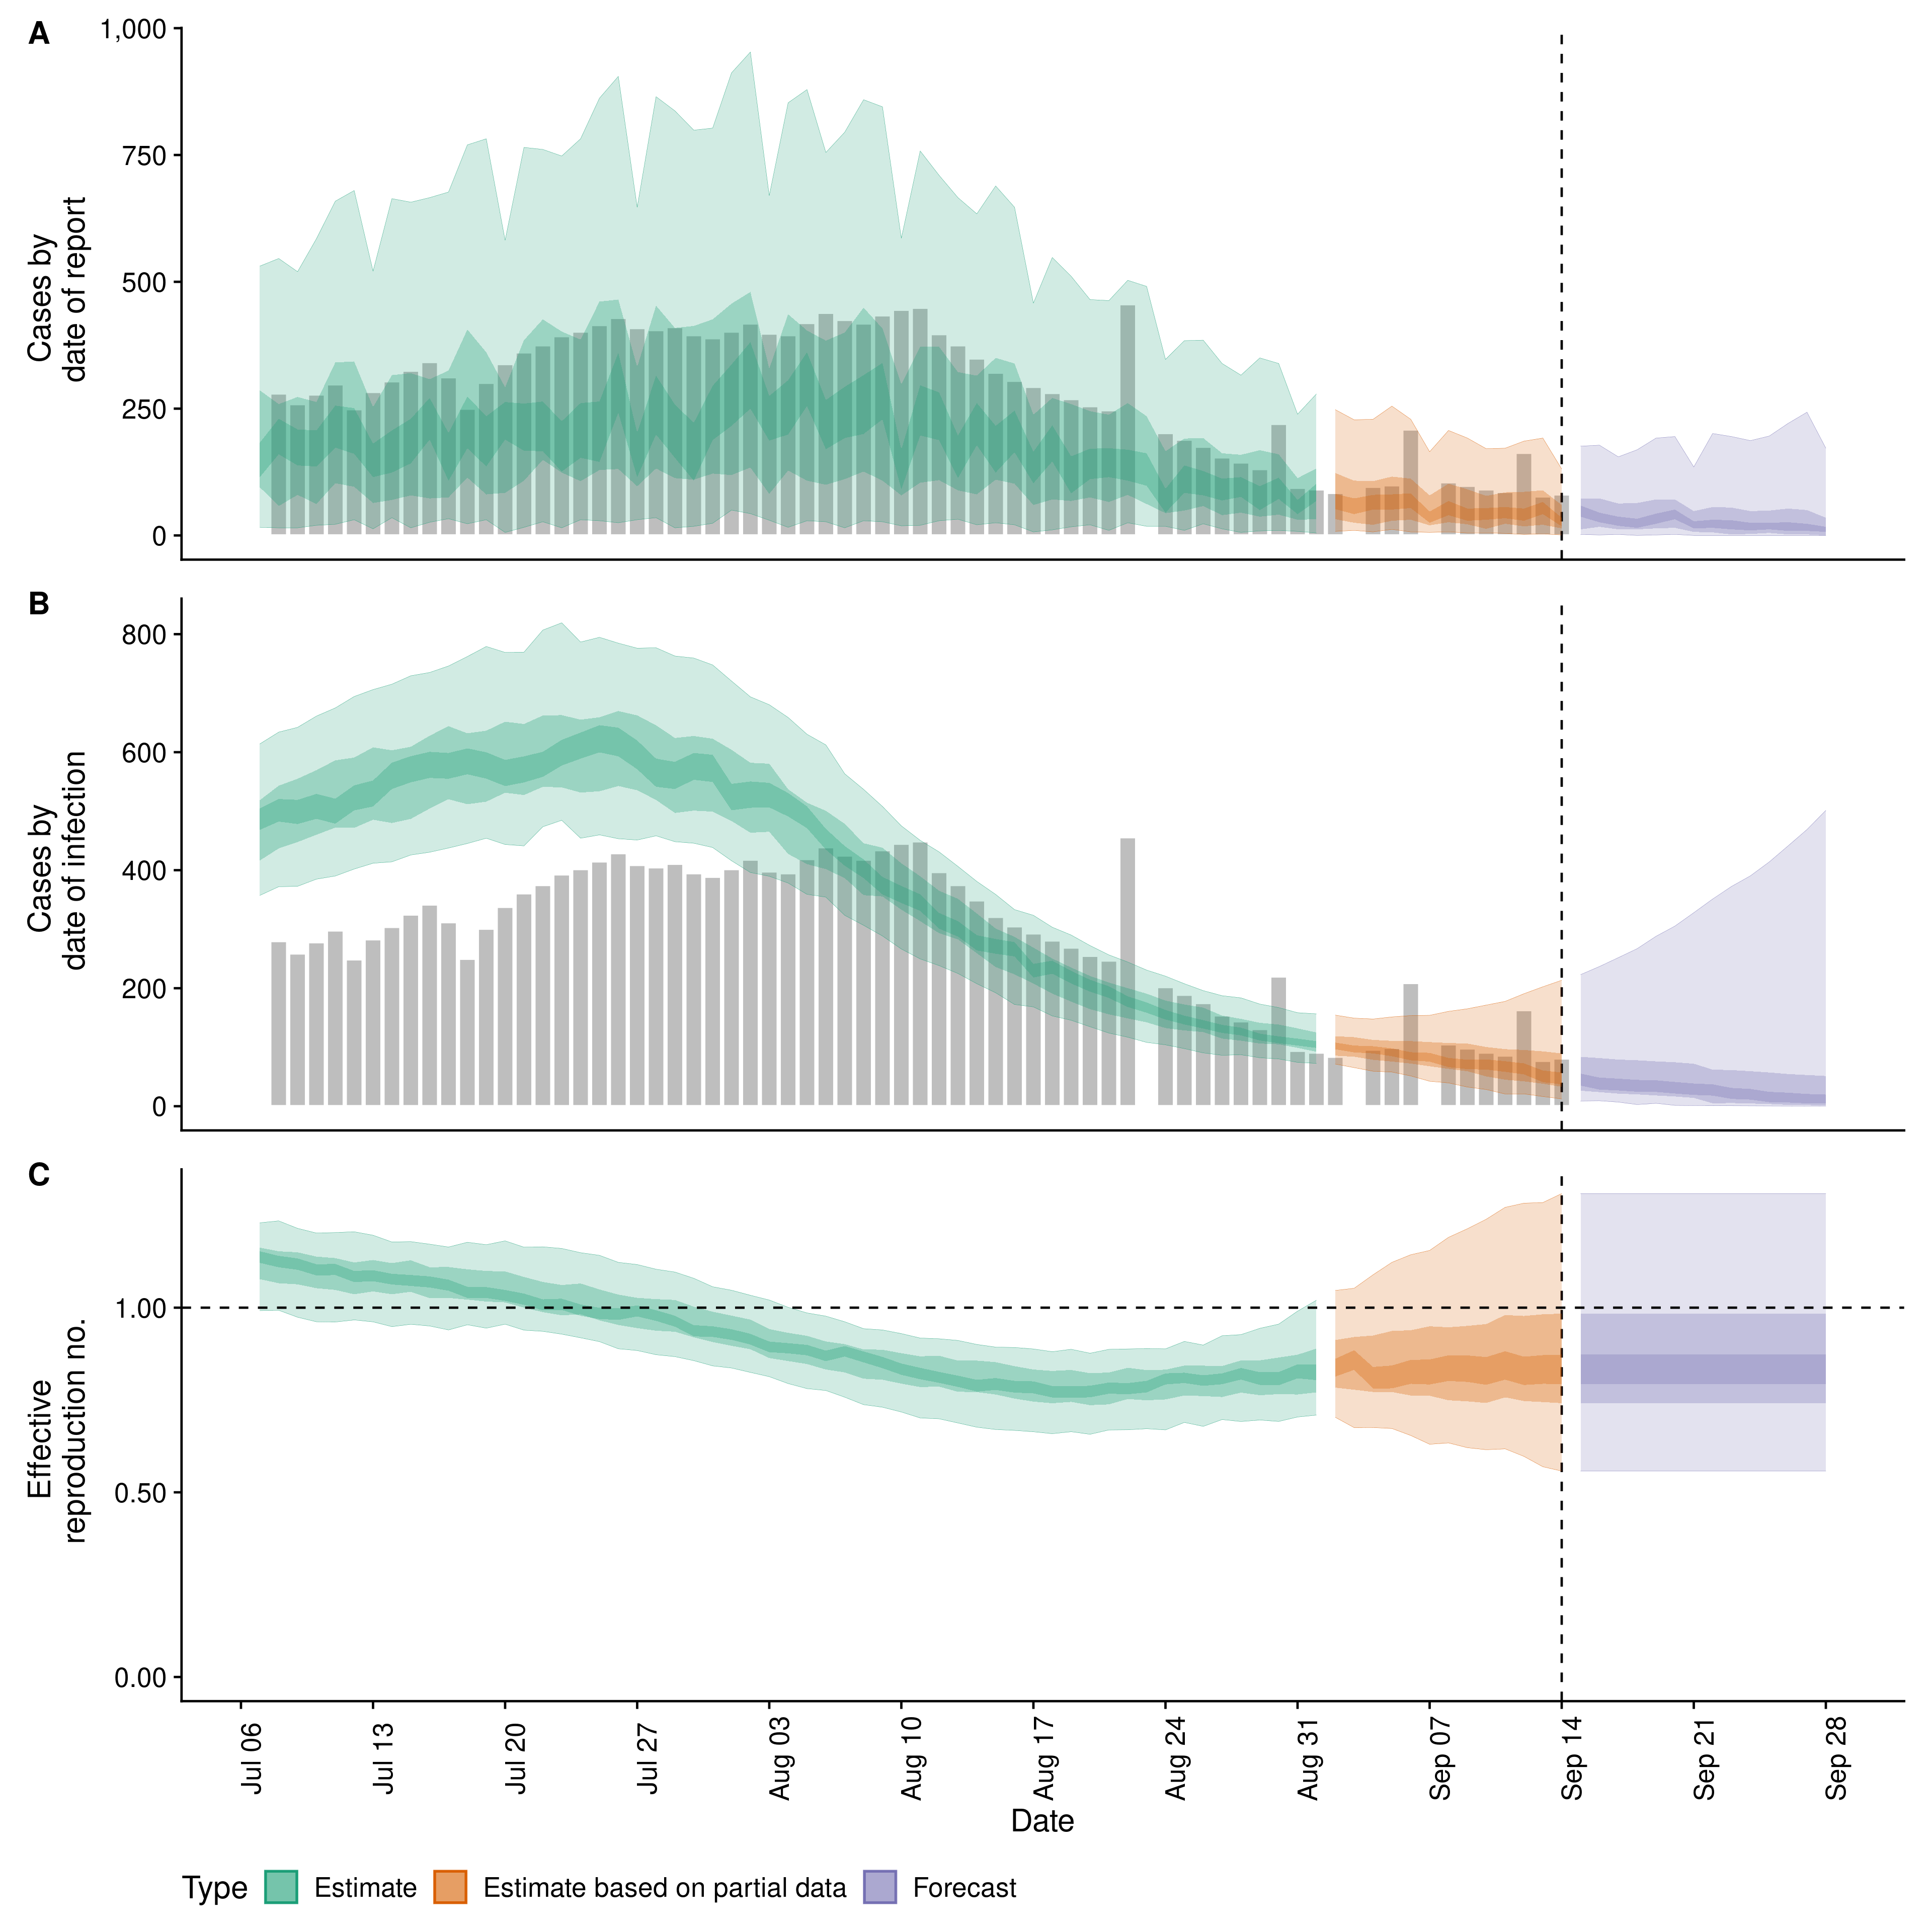 A
1,000
750
500
250
0
Cases by
date of report
B
800
600
400
200
0
Cases by
date of infection
C
1.00
0.50
0.00
Effective
reproduction no.
Jul 06
Jul 13
Jul 20
Jul 27
Aug 03
Aug 10
Aug 17
Aug 24
Aug 31
Sep 07
Sep 14
Sep 21
Sep 28
Date
Type Estimate Estimate based on partial data Forecast